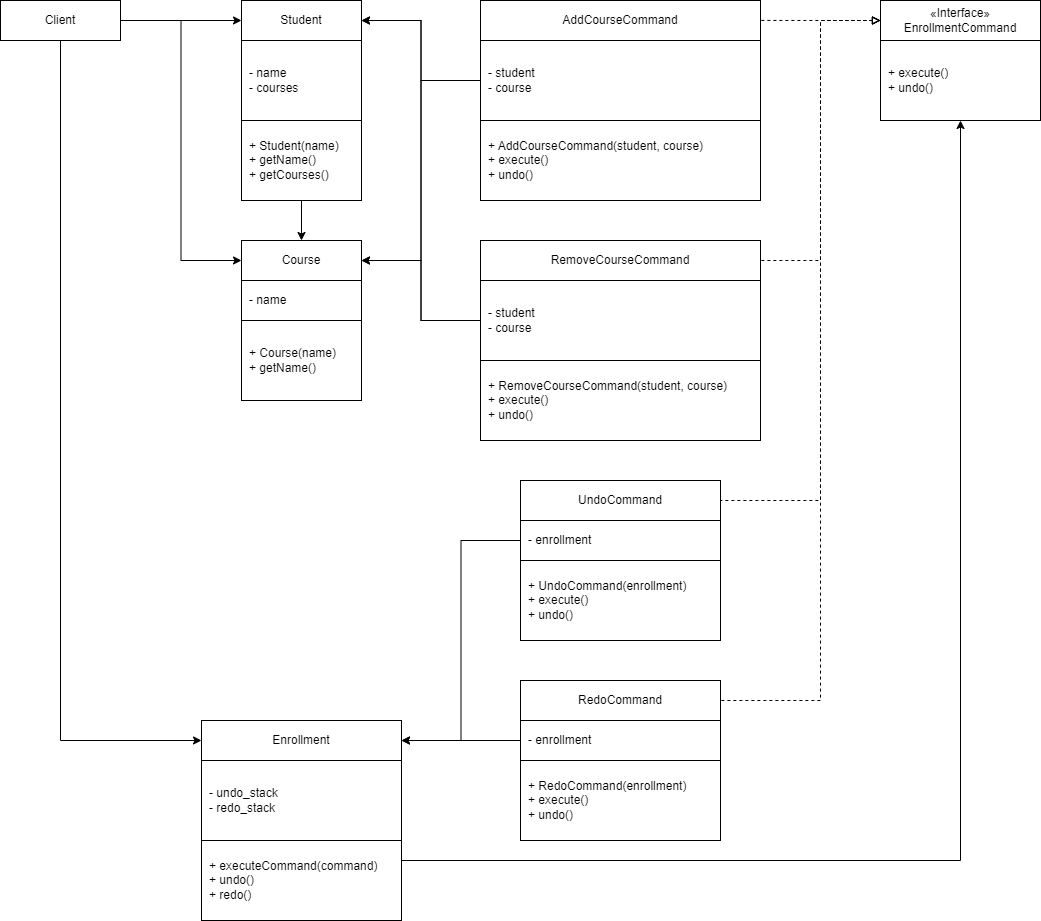 Client
Student
- name
- courses
+ Student(name)
+ getName()
+ getCourses()
Course
- name
+ Course(name)
+ getName()
AddCourseCommand
- student
- course
+ AddCourseCommand(student, course)
+ execute()
+ undo()
«Interface»
EnrollmentCommand
+ execute()
+ undo()
RemoveCourseCommand
- student
- course
+ RemoveCourseCommand(student, course)
+ execute()
+ undo()
UndoCommand
- enrollment
+ UndoCommand(enrollment)
+ execute()
+ undo()
RedoCommand
- enrollment
+ RedoCommand(enrollment)
+ execute()
+ undo()
Enrollment
- undo_stack
- redo_stack
+ executeCommand(command)
+ undo()
+ redo()